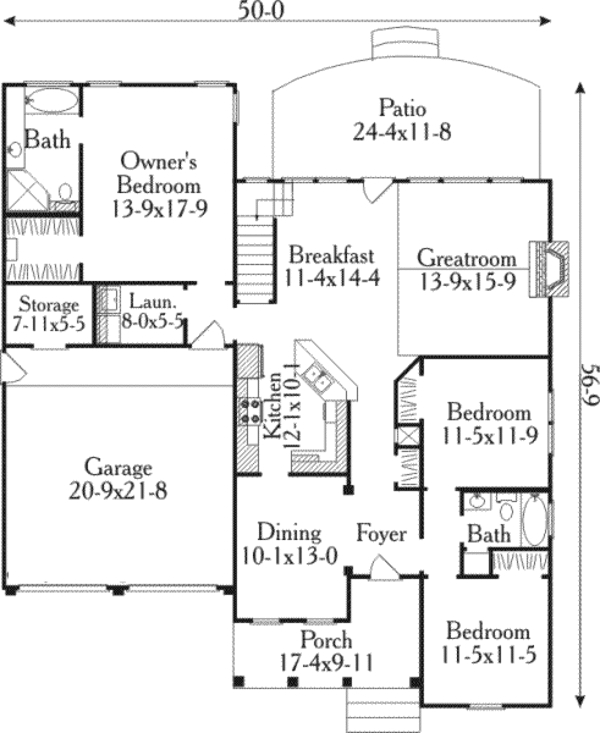 50-0
Patio
24-4x11-8
Bath
Owner's
Bedroom
13-9x17-9
Breakfast
11-4x14-4
Greatroom
13-9x15-9
Storage
7-11x5-5
Laun.
8-0x5-5
Kitchen
12-1x10-1
56-9
Bedroom
11-5x11-9
Garage
20-9x21-8
Dining
10-1x13-0
Foyer
Bath
Porch
17-4x9-11
Bedroom
11-5x11-5